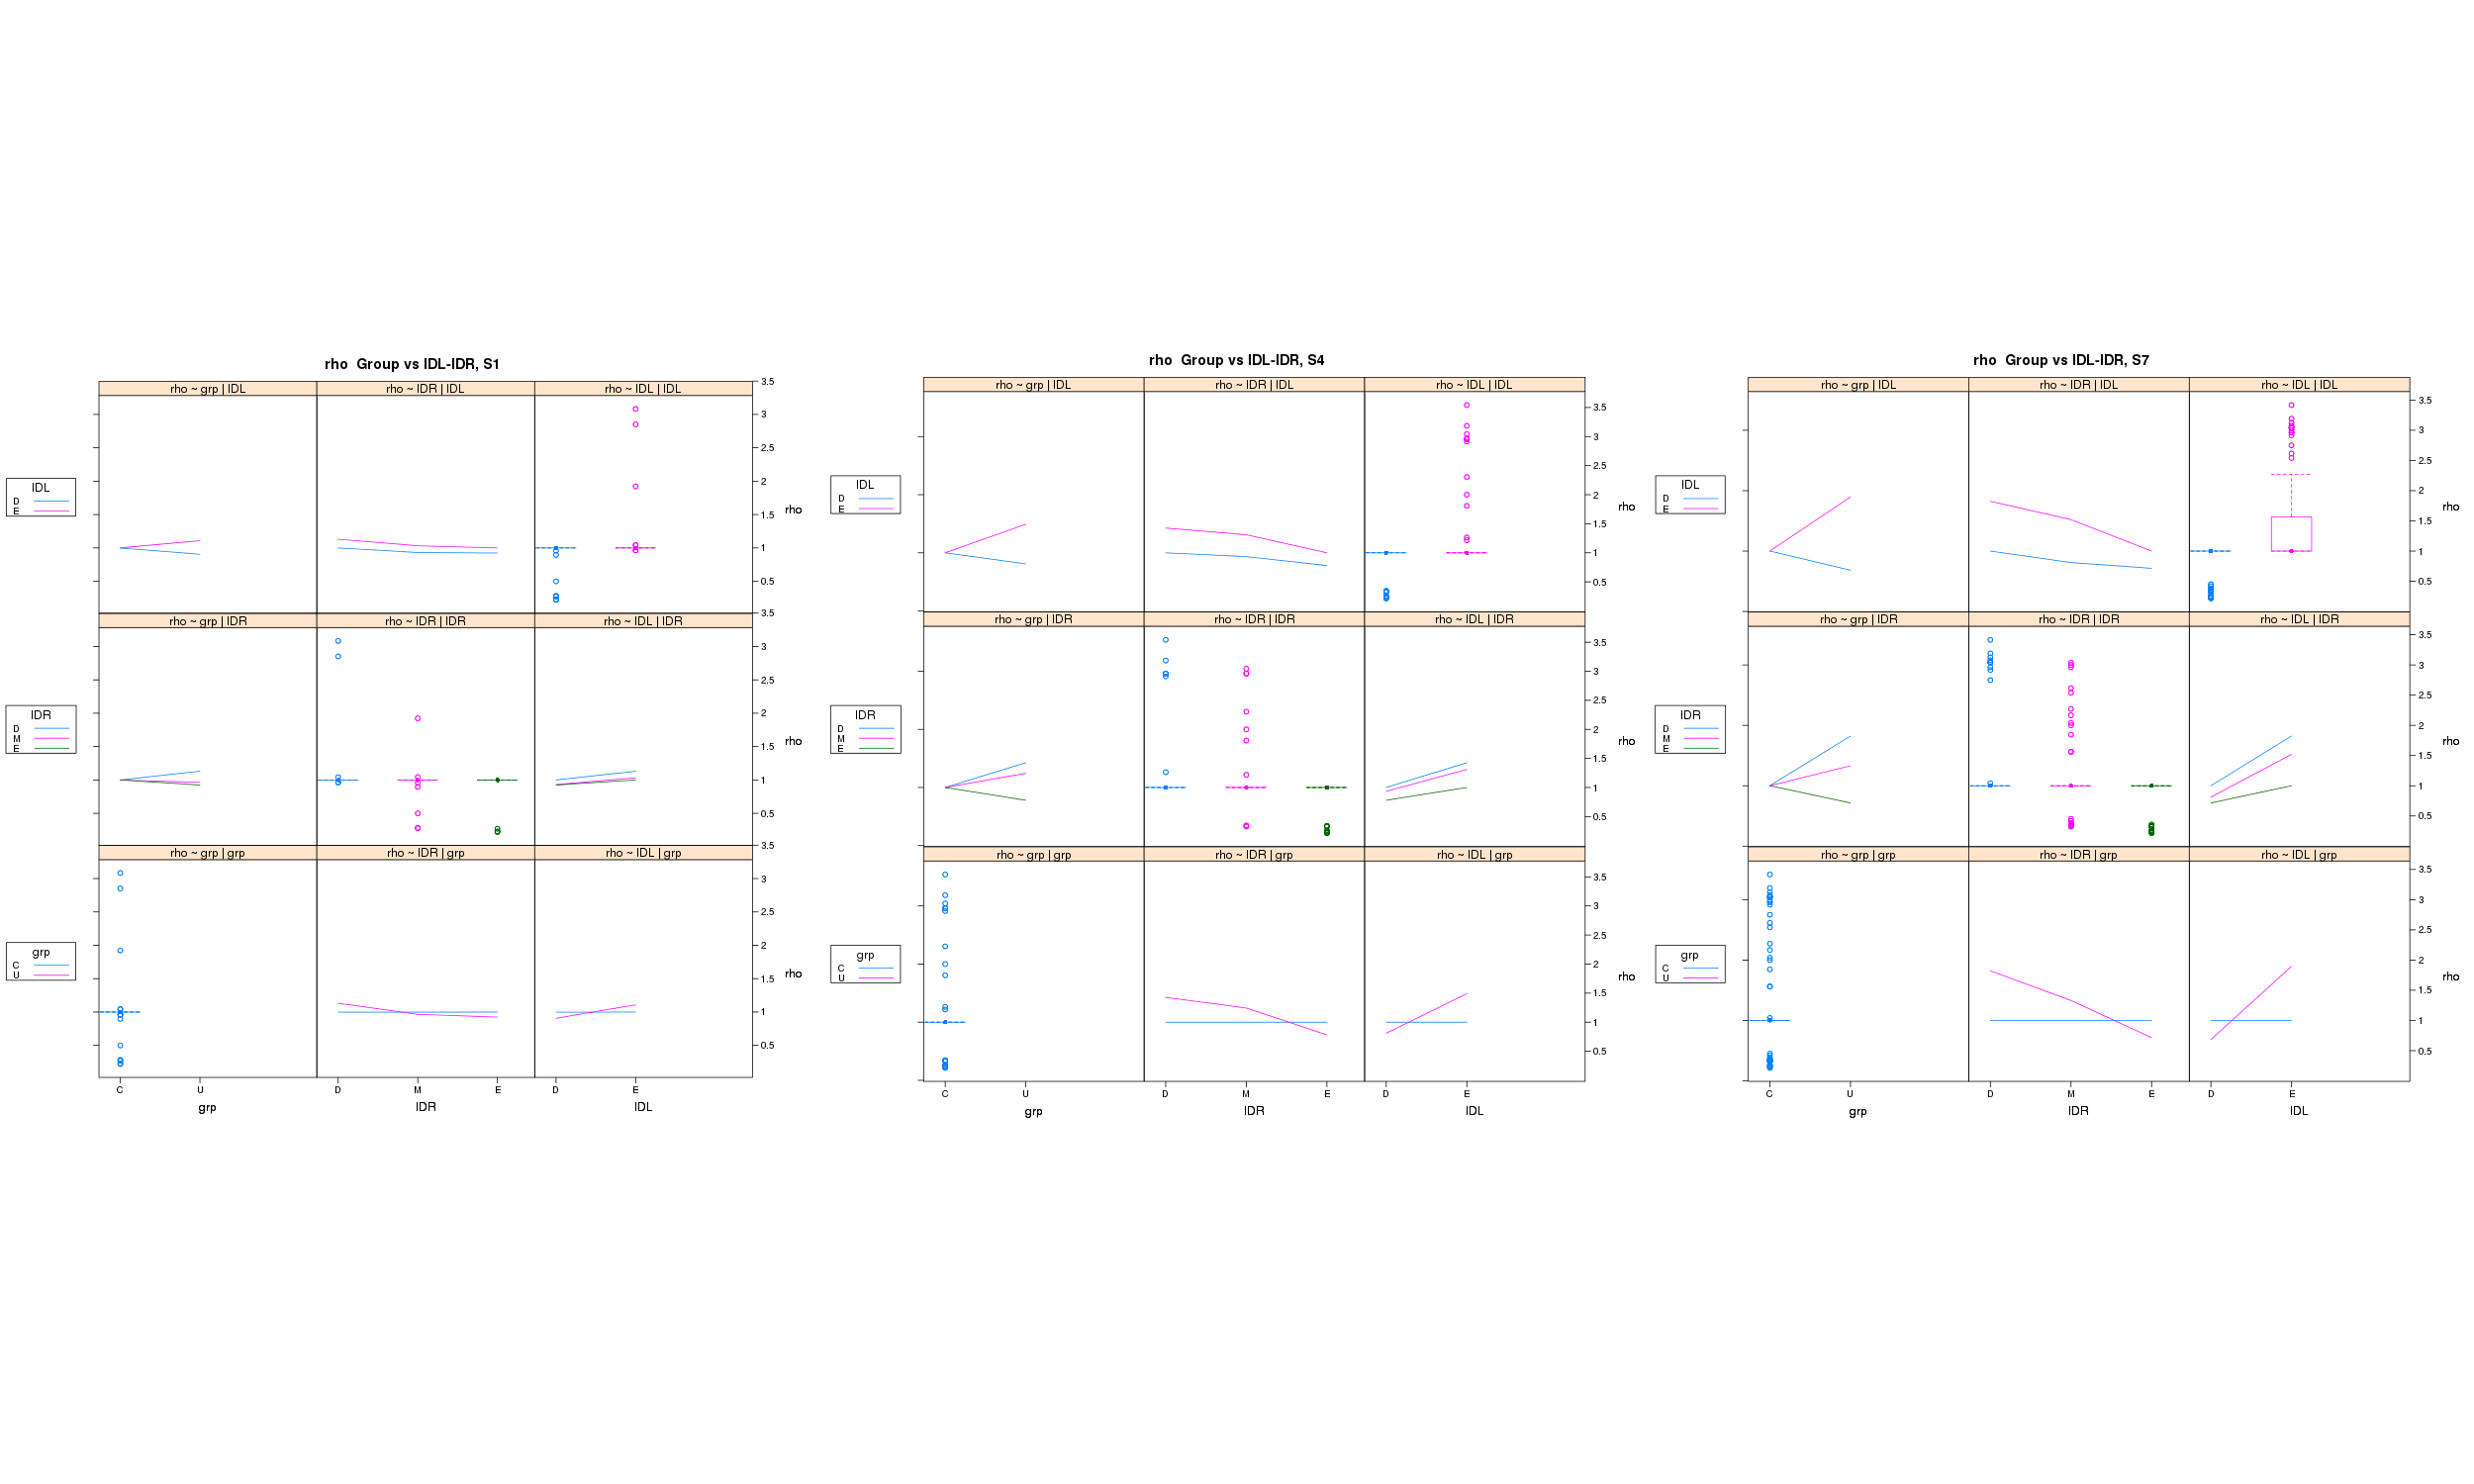 rho  Group vs IDL-IDR, S1
rho ~ grp | IDL
rho ~ IDR | IDL
rho ~ IDL | IDL
3.5
3
2.5
2
1.5
1
0.5
rho
IDL
D
E
rho ~ grp | IDR
rho ~ IDR | IDR
rho ~ IDL | IDR
3.5
3
2.5
2
1.5
1
0.5
rho
IDR
D
M
E
rho ~ grp | grp
rho ~ IDR | grp
rho ~ IDL | grp
3.5
3
2.5
2
1.5
1
0.5
rho
grp
C
U
C U
D M E
D E
grp
IDR
IDL
rho  Group vs IDL-IDR, S4
rho ~ grp | IDL
rho ~ IDR | IDL
rho ~ IDL | IDL
3.5
3
2.5
2
1.5
1
0.5
rho
IDL
D
E
rho ~ grp | IDR
rho ~ IDR | IDR
rho ~ IDL | IDR
3.5
3
2.5
2
1.5
1
0.5
rho
IDR
D
M
E
rho ~ grp | grp
rho ~ IDR | grp
rho ~ IDL | grp
3.5
3
2.5
2
1.5
1
0.5
rho
grp
C
U
C U
D M E
D E
grp
IDR
IDL
rho  Group vs IDL-IDR, S7
rho ~ grp | IDL
rho ~ IDR | IDL
rho ~ IDL | IDL
3.5
3
2.5
2
1.5
1
0.5
rho
IDL
D
E
rho ~ grp | IDR
rho ~ IDR | IDR
rho ~ IDL | IDR
3.5
3
2.5
2
1.5
1
0.5
rho
IDR
D
M
E
rho ~ grp | grp
rho ~ IDR | grp
rho ~ IDL | grp
3.5
3
2.5
2
1.5
1
0.5
rho
grp
C
U
C U
D M E
D E
grp
IDR
IDL